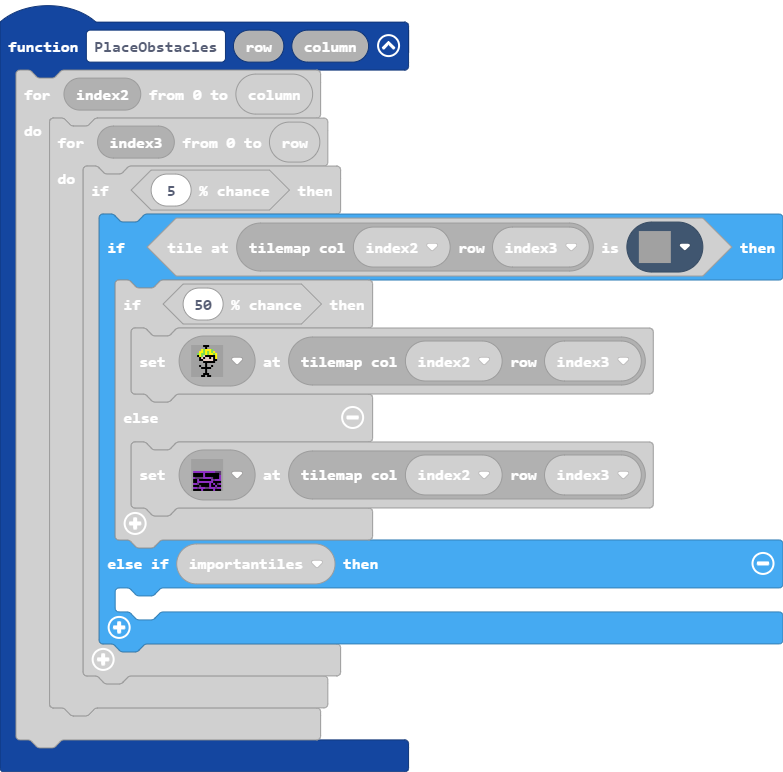 function PlaceObstacles row column
for index2 from 0 to column
do for index3 from 0 to row
do if 5 % chance then
if tile at tilemap col index2 row index3 is then
if 50 % chance then
set at tilemap col index2 row index3
else
set at tilemap col index2 row index3
else if importantiles then